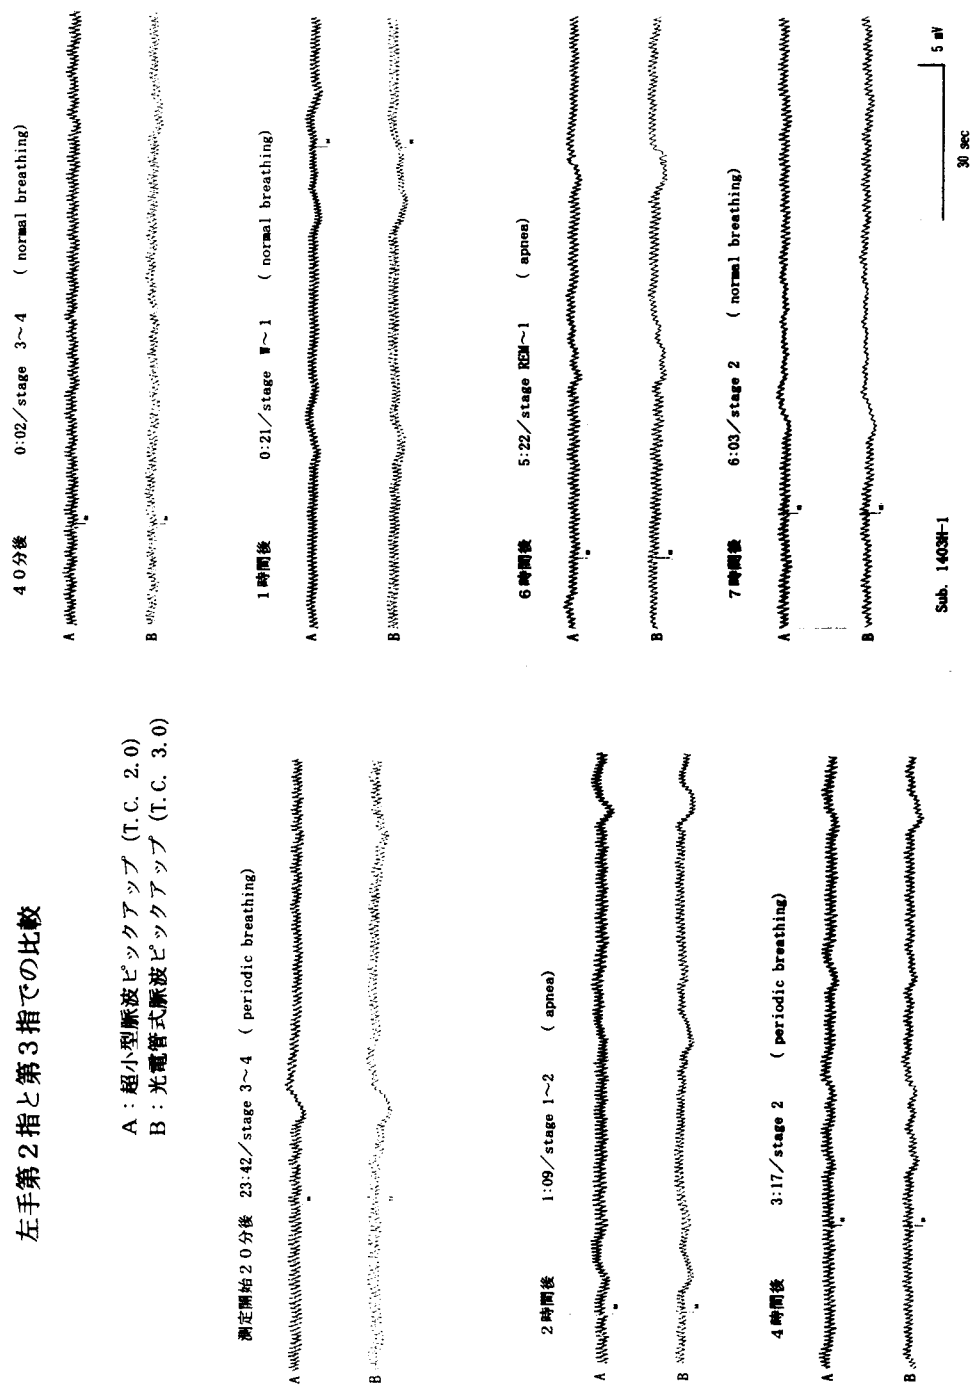 左手第2指と第3指での比較
A：超小型脈波ピックアップ (T.C. 2.0)
B：光電管式脈波ピックアップ (T.C. 3.0)
測定開始20分後 23:42／stage 3～4 ( periodic breathing)
A
B
2時間後 1:09／stage 1～2 ( apnea)
A
B
4時間後 3:17／stage 2 ( periodic breathing)
A
B
40分後 0:02／stage 3～4 ( normal breathing)
A
B
1時間後 0:21／stage W～1 ( normal breathing)
A
B
6時間後 5:22／stage REM～1 ( apnea)
A
B
7時間後 6:03／stage 2 ( normal breathing)
A
B
Sub. 1403H-1
5 mV
30 sec